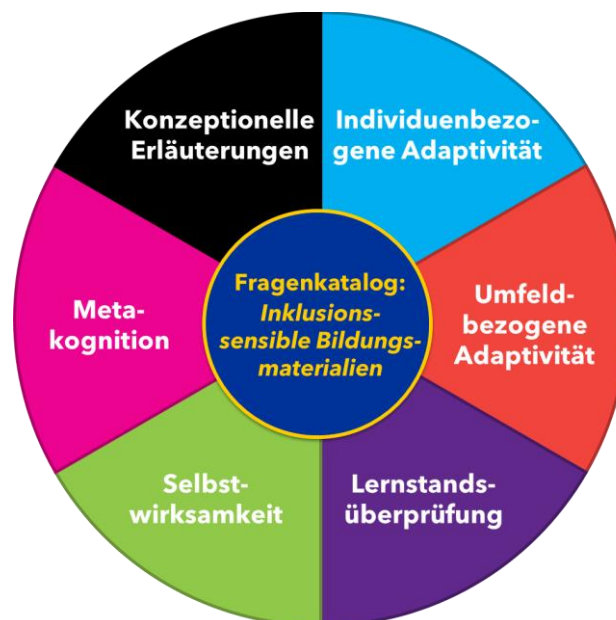 Konzeptionelle
Erläuterungen
Individuenbezo-
gene Adaptivität
Umfeld-
bezogene
Adaptivität
Lernstands-
überprüfung
Selbst-
wirksamkeit
Meta-
kognition
Fragenkatalog:
Inklusions-
sensible Bildungs-
materialien